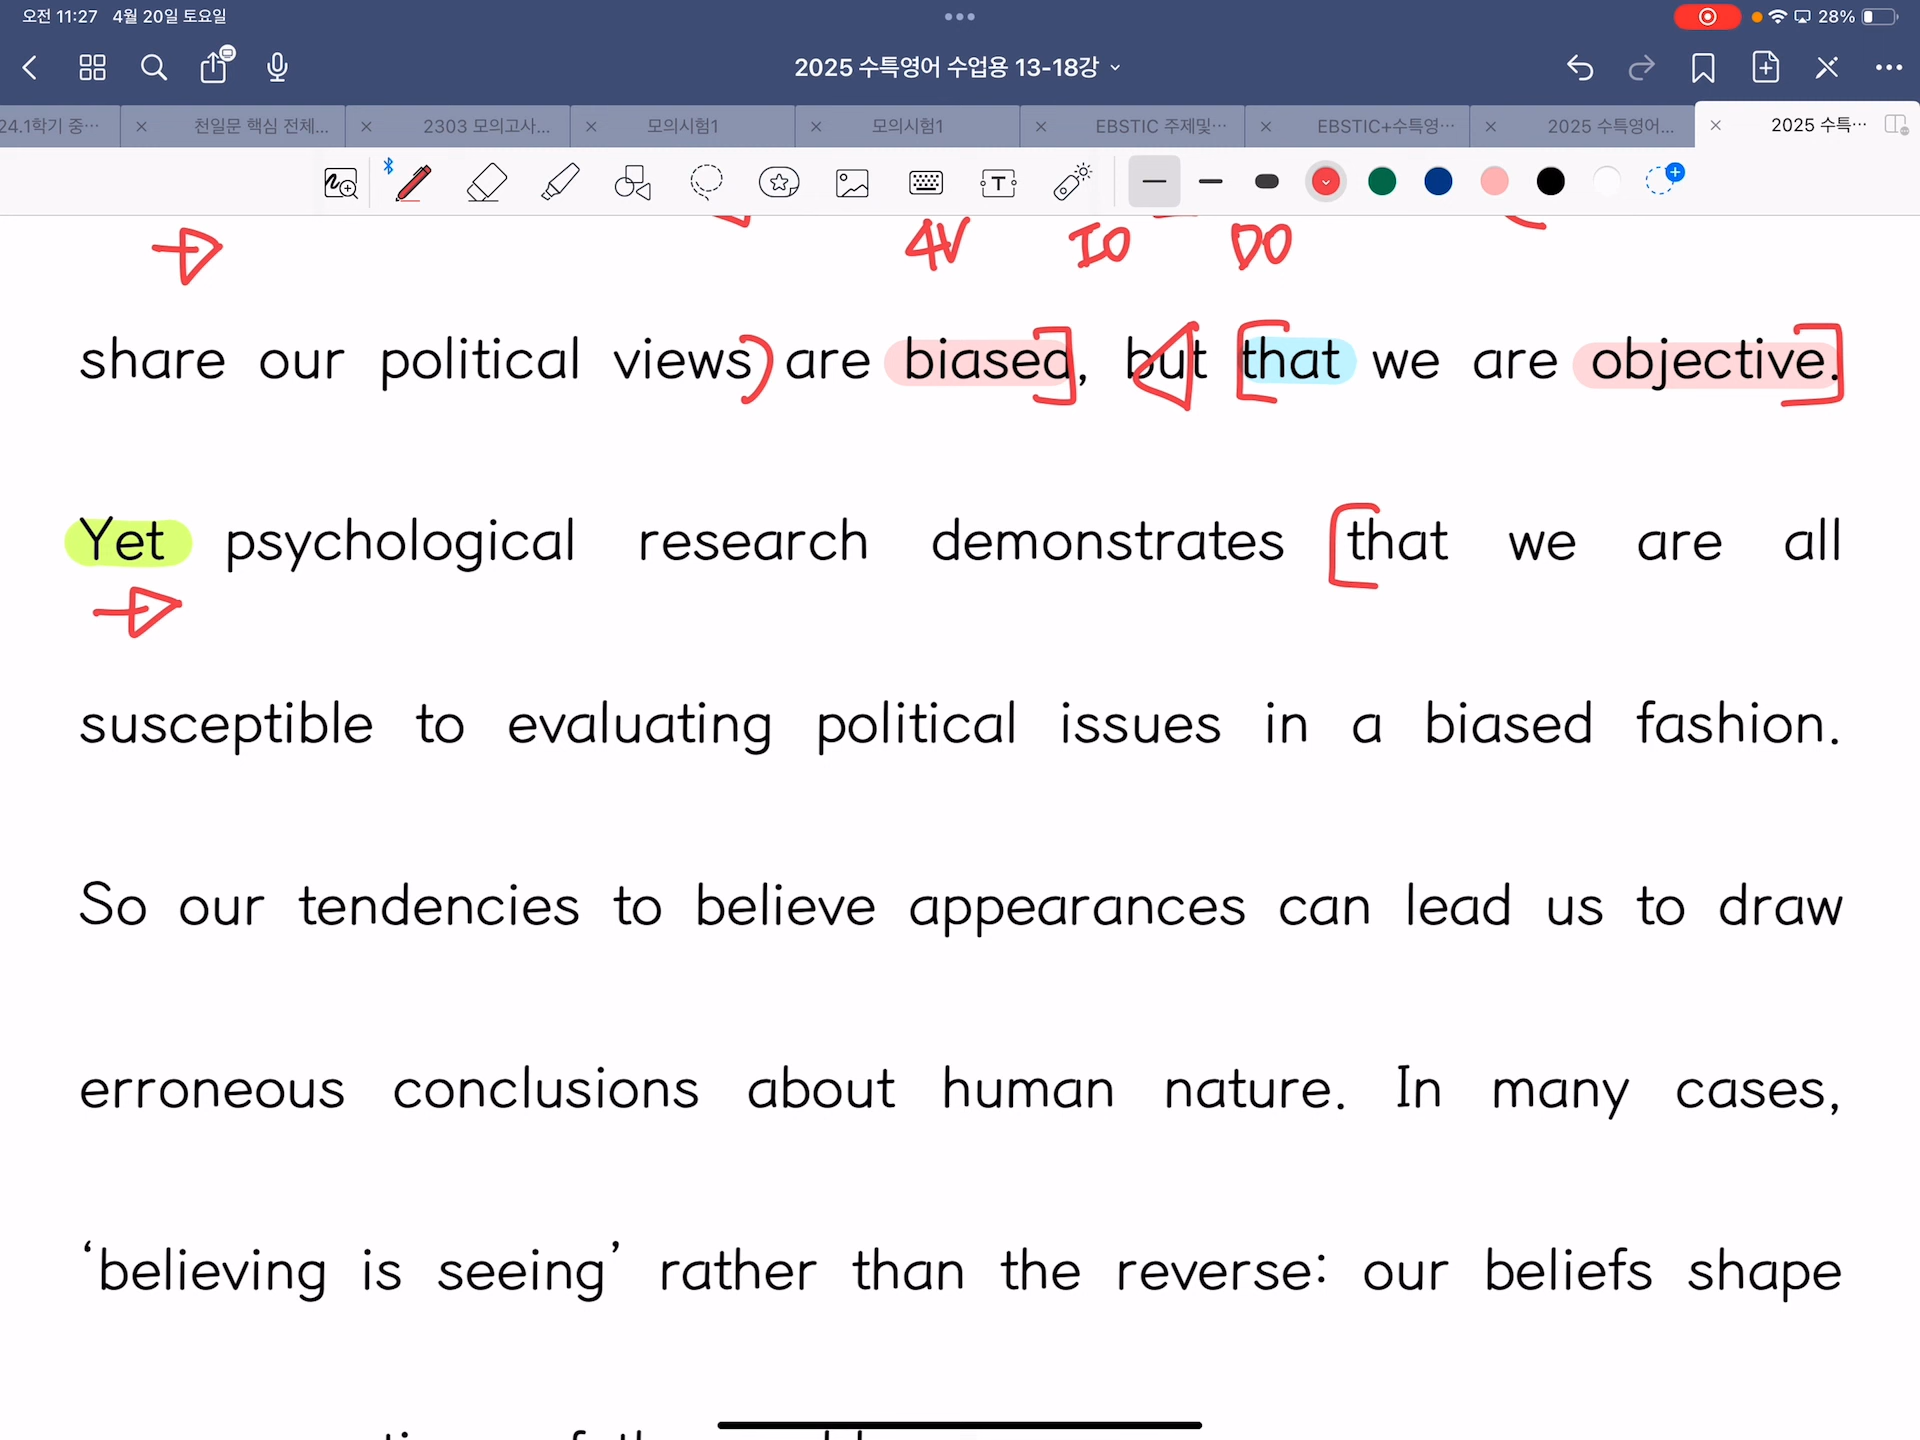 오전 11:27 4월 20일 토요일 28%
2025 수특영어 수업용 13-18강
24.1학기 중… 천일문 핵심 전체... 2303 모의고사... 모의시험1 모의시험1 EBSTIC 주제및… EBSTIC+수특영… 2025 수특영어... 2025 수특…
T
4V IO DO
share our political views) are biased], but [that we are objective.]
Yet psychological research demonstrates [that we are all
susceptible to evaluating political issues in a biased fashion.
So our tendencies to believe appearances can lead us to draw
erroneous conclusions about human nature. In many cases,
‘believing is seeing’ rather than the reverse: our beliefs shape